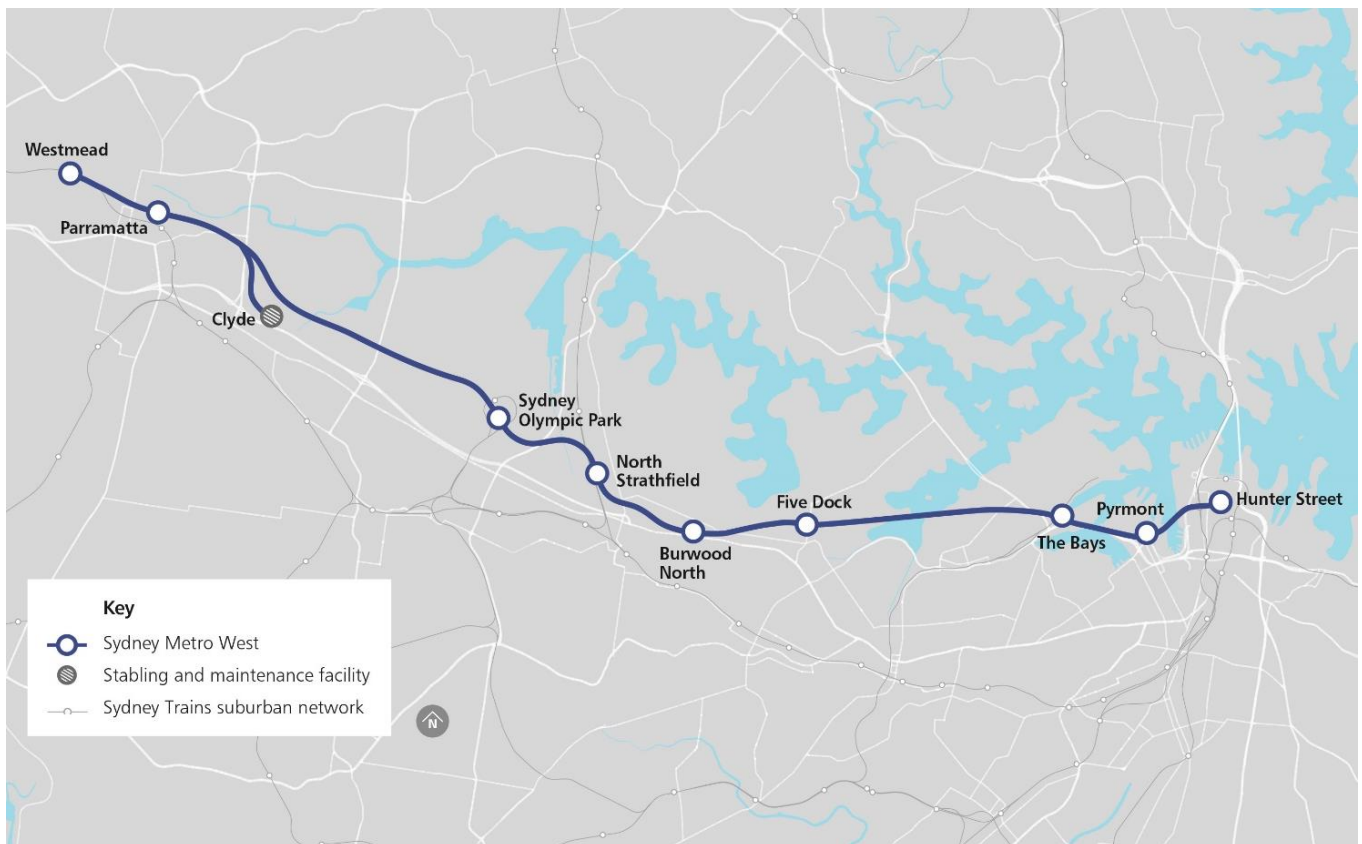 Westmead
Parramatta
Clyde
Sydney
Olympic Park
North
Strathfield
Burwood
North
Five Dock
The Bays
Pyrmont
Hunter Street
Key
Sydney Metro West
Stabling and maintenance facility
Sydney Trains suburban network
N